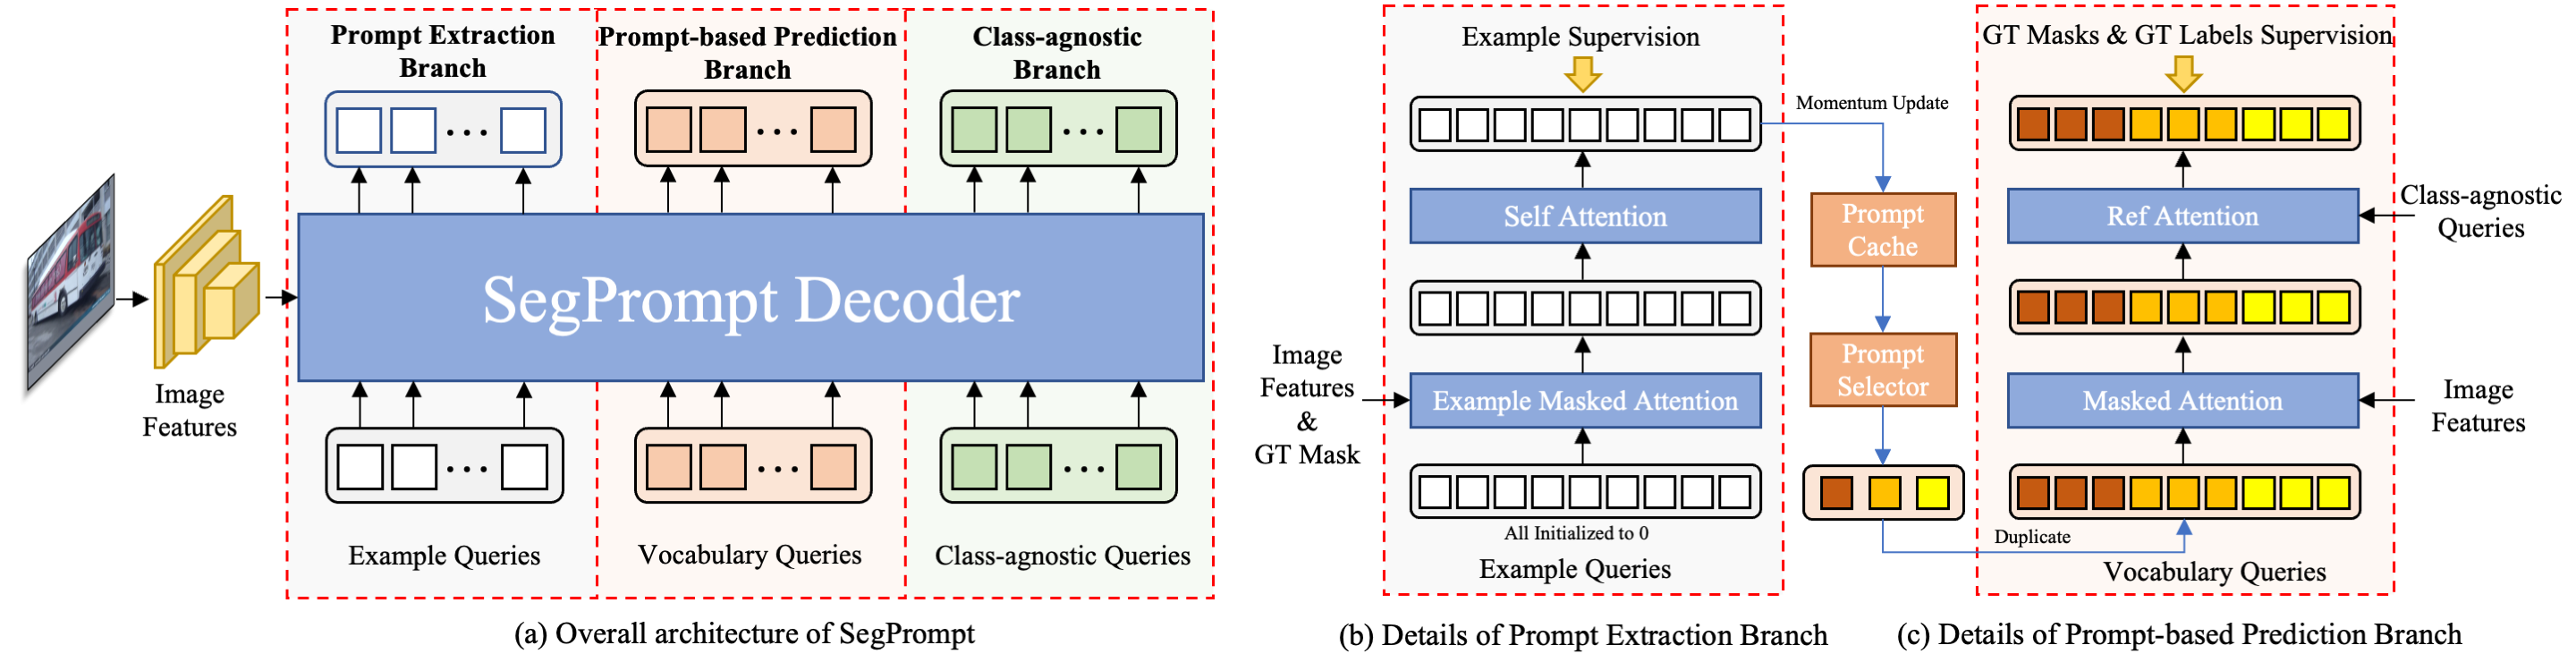 Prompt Extraction
Branch
Prompt-based Prediction
Branch
Class-agnostic
Branch
SegPrompt Decoder
Image
Features
Example Queries
Vocabulary Queries
Class-agnostic Queries
(a) Overall architecture of SegPrompt
Example Supervision
Momentum Update
Self Attention
Prompt
Cache
Image
Features
&
GT Mask
Example Masked Attention
Prompt
Selector
All Initialized to 0
Example Queries
(b) Details of Prompt Extraction Branch
GT Masks & GT Labels Supervision
Ref Attention
Class-agnostic
Queries
Masked Attention
Image
Features
Duplicate
Vocabulary Queries
(c) Details of Prompt-based Prediction Branch